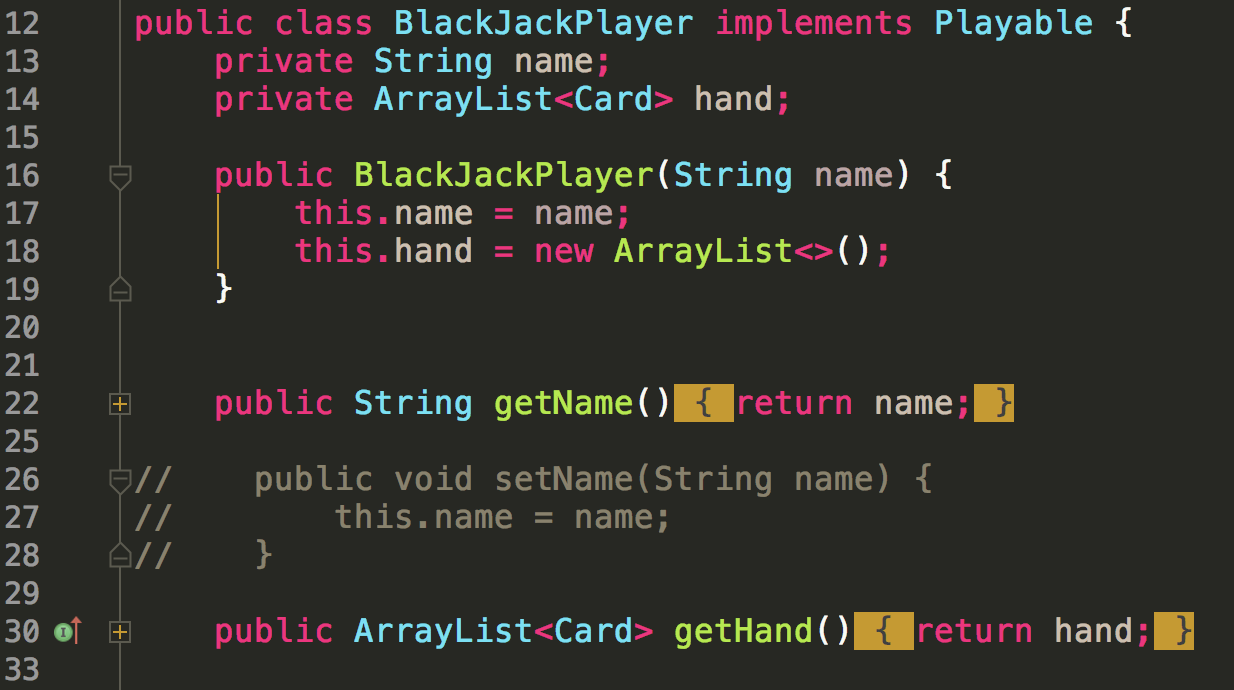 12 public class BlackJackPlayer implements Playable {
13     private String name;
14     private ArrayList<Card> hand;
15
16     public BlackJackPlayer(String name) {
17         this.name = name;
18         this.hand = new ArrayList<>();
19     }
20
21
22     public String getName() { return name; }
25
26 //    public void setName(String name) {
27 //        this.name = name;
28 //    }
29
30 I    public ArrayList<Card> getHand() { return hand; }
33